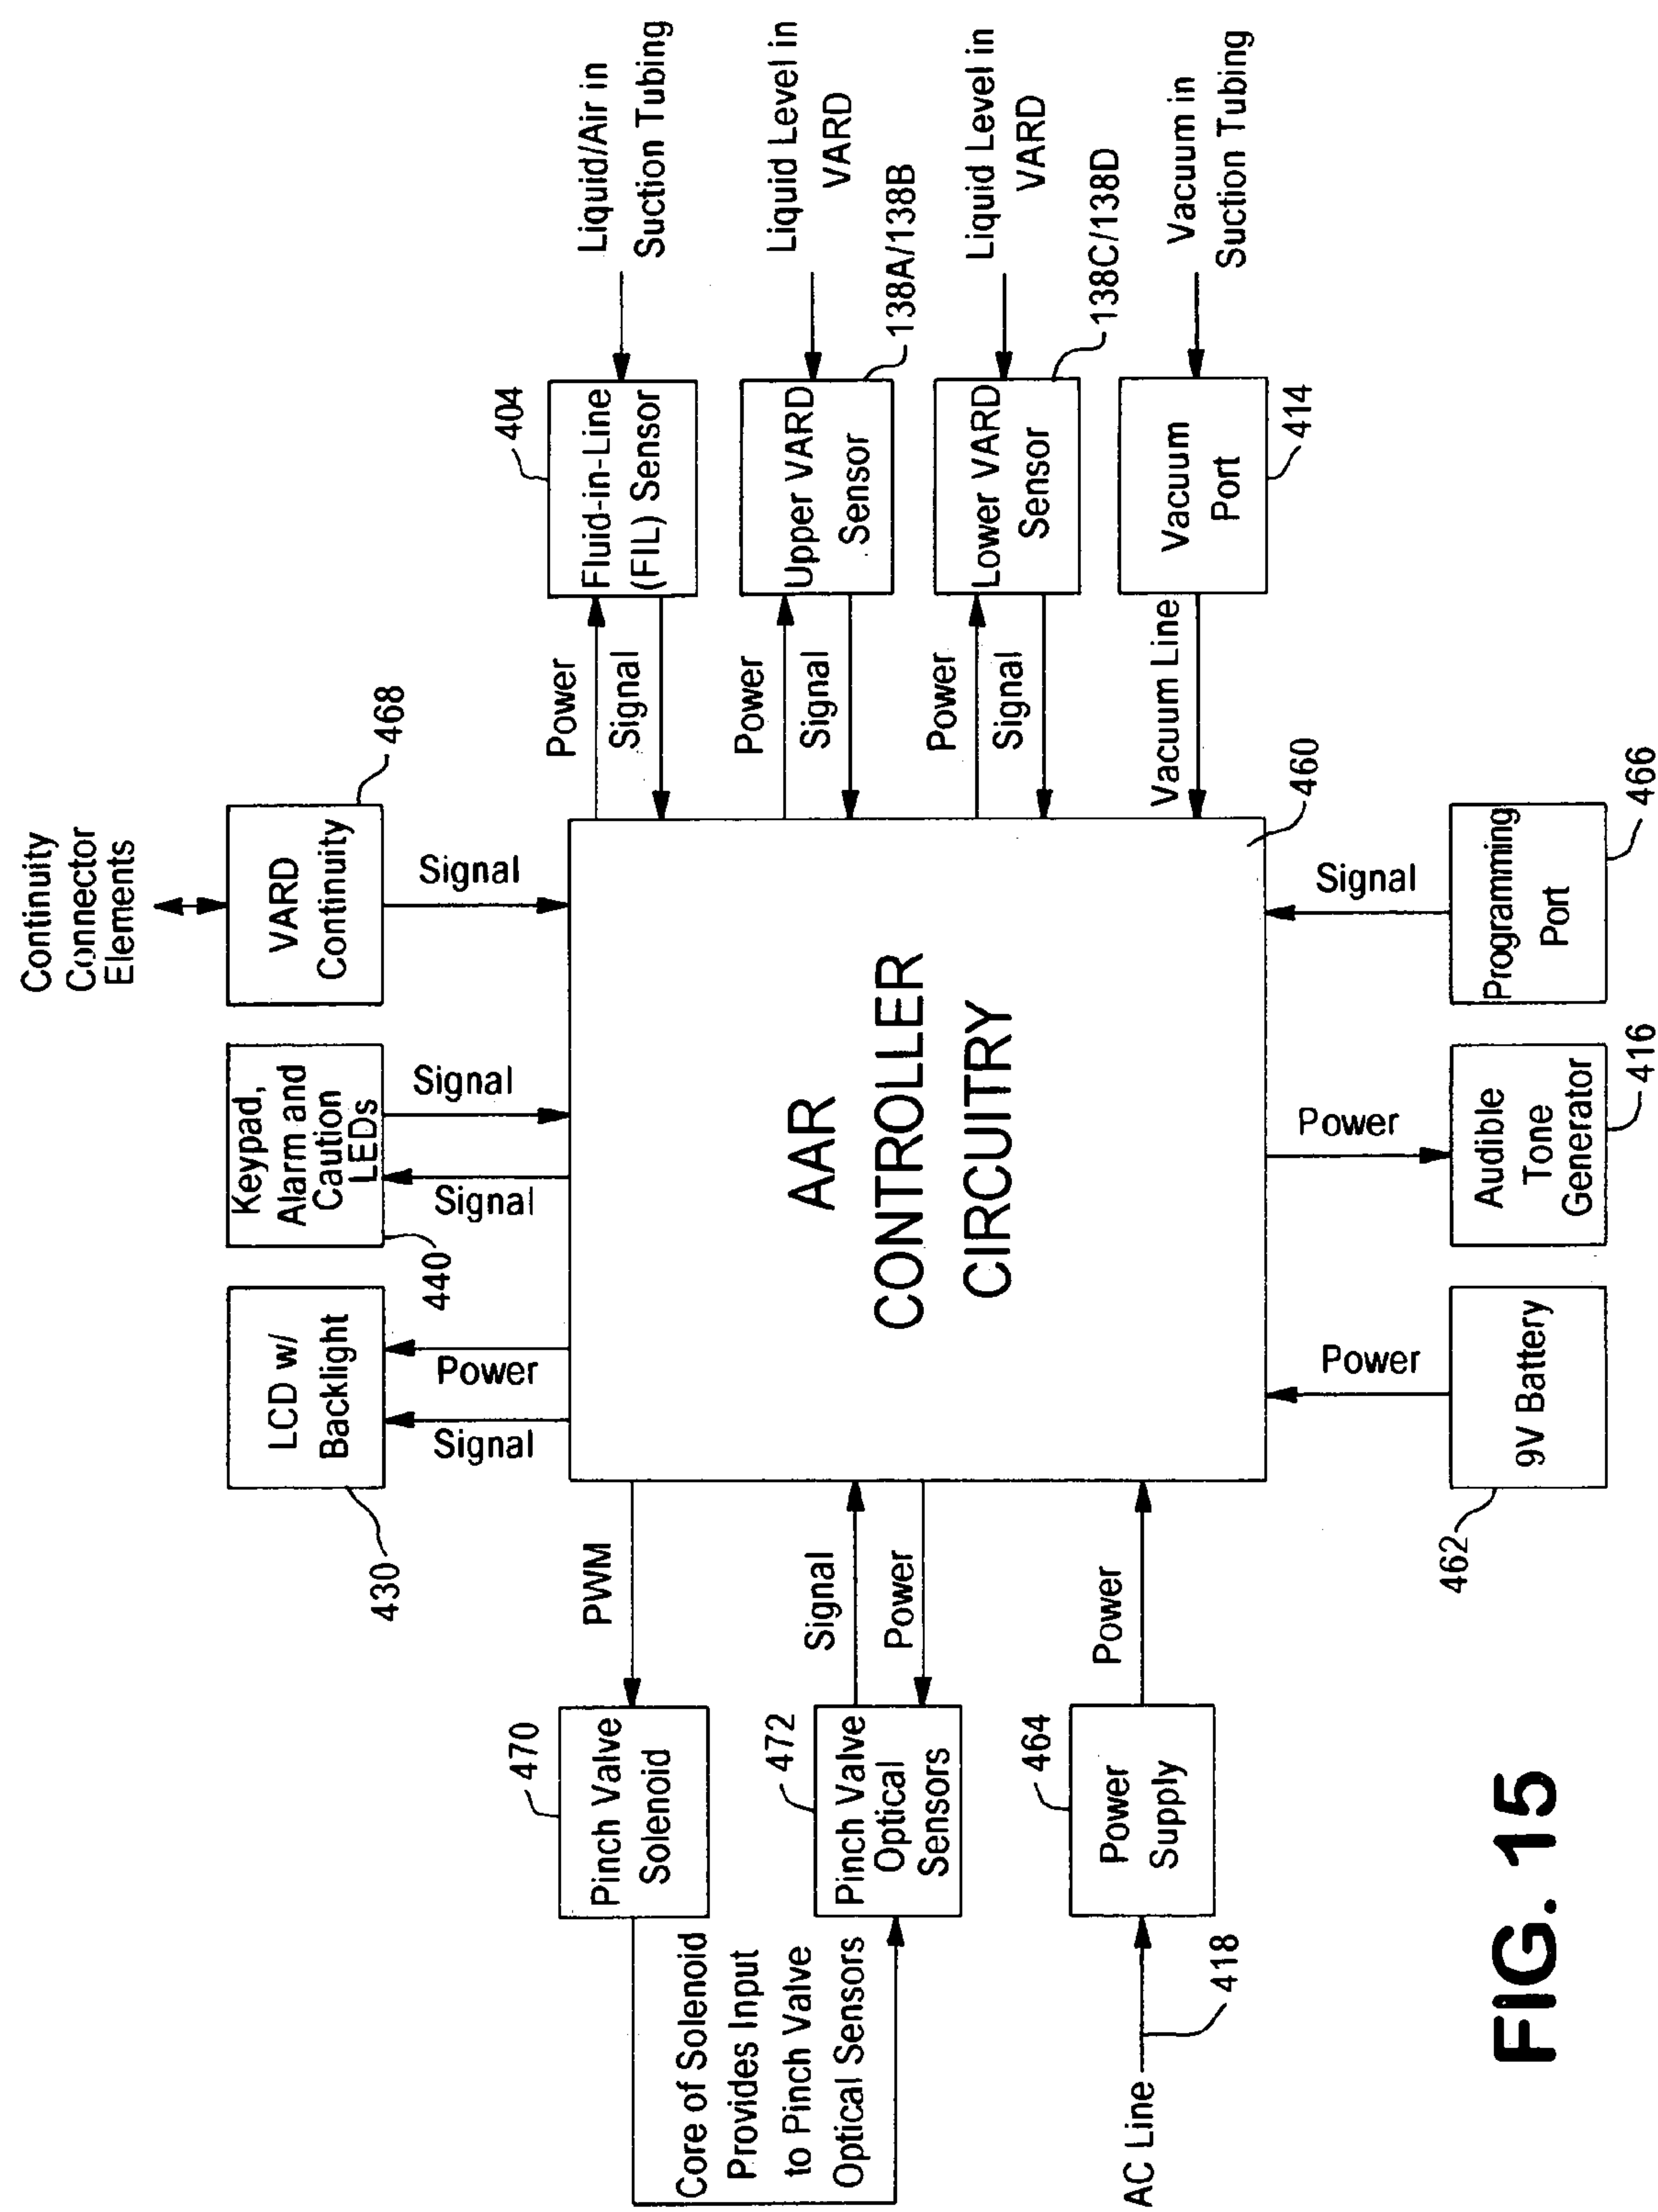 Continuity
Connector
Elements
468
VARD
Continuity
Signal
Keypad,
Alarm and
Caution
LEDs
440
Signal
Signal
LCD w/
Backlight
430
Power
Signal
Liquid/Air in
Suction Tubing
404
Fluid-in-Line
(FIL) Sensor
Power
Signal
Liquid Level in
VARD
138A/138B
Upper VARD
Sensor
Power
Signal
Liquid Level in
VARD
138C/138D
Lower VARD
Sensor
Power
Signal
Vacuum in
Suction Tubing
414
Vacuum
Port
Vacuum Line
460
AAR
CONTROLLER
CIRCUITRY
PWM
470
Pinch Valve
Solenoid
Core of Solenoid
Provides Input
to Pinch Valve
Optical Sensors
Signal
Power
472
Pinch Valve
Optical
Sensors
Power
464
Power
Supply
AC Line
418
Power
9V Battery
462
Power
Audible
Tone
Generator
416
Signal
Programming
Port
466
FIG. 15